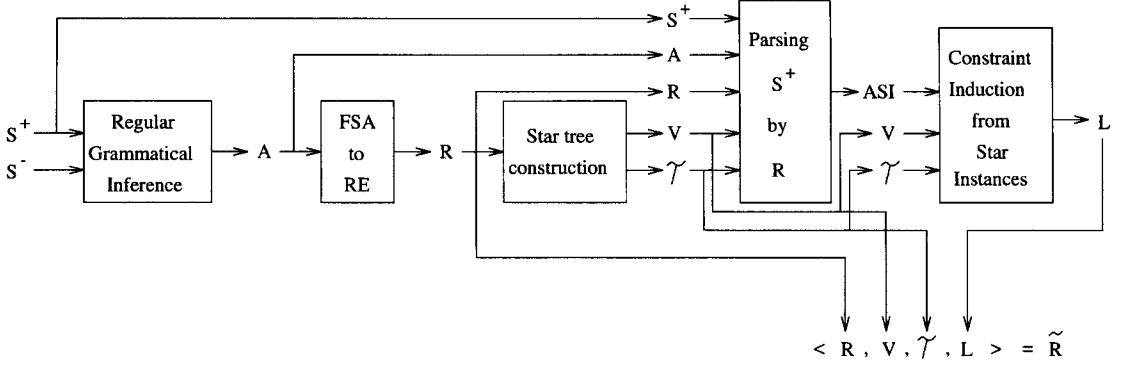 S+
A
R
V
𝒯
S+
S-
Regular
Grammatical
Inference
A
FSA
to
RE
R
Star tree
construction
Parsing
S+
by
R
ASI
V
𝒯
Constraint
Induction
from
Star
Instances
L
< R , V , 𝒯 , L > = R̃